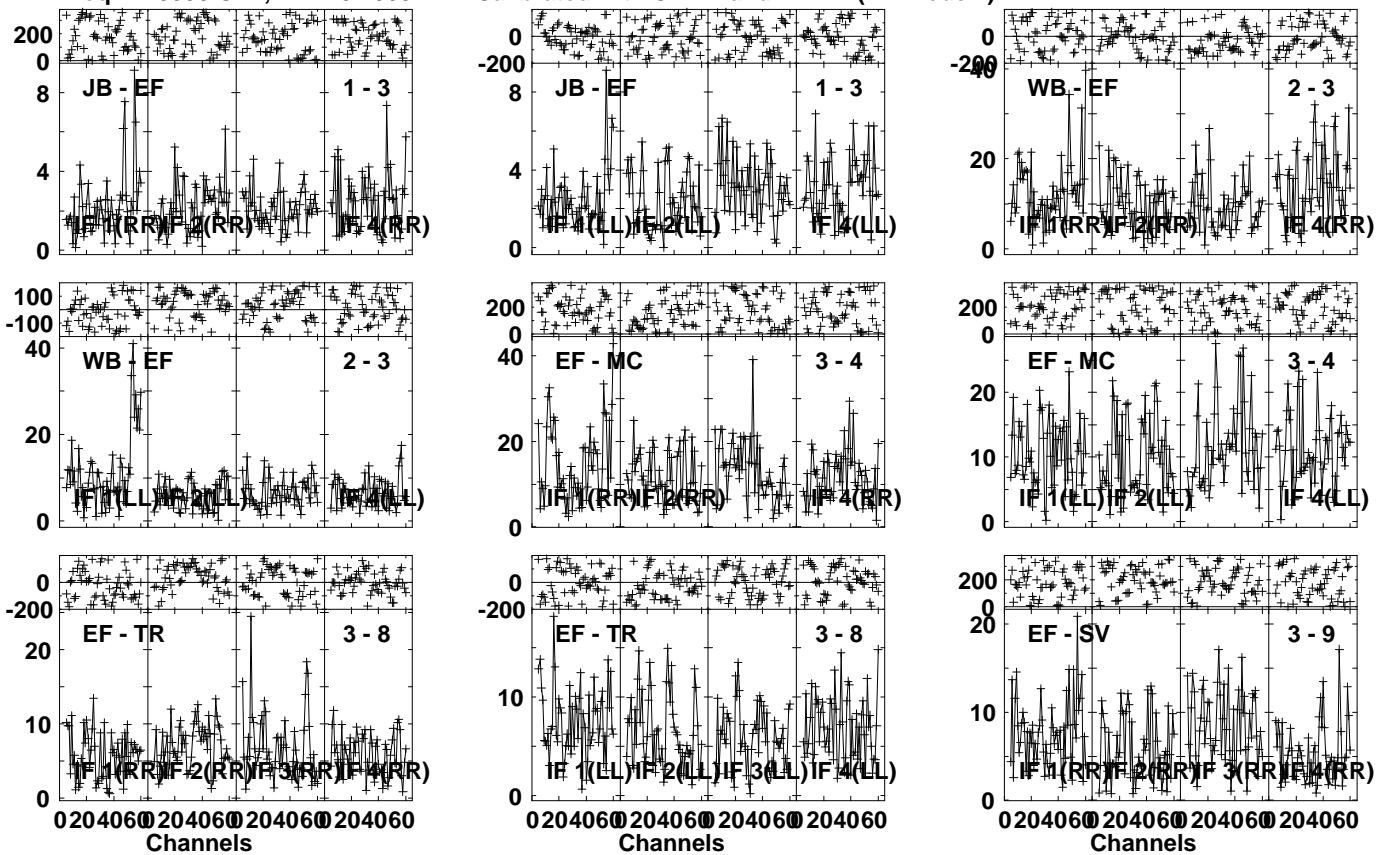 200
0
JB - EF
1 - 3
8
4
0
IF 1(RR)
IF 2(RR)
IF 4(RR)
0
-200
JB - EF
1 - 3
8
4
0
IF 1(LL)
IF 2(LL)
IF 4(LL)
0
-200
40
WB - EF
2 - 3
20
0
IF 1(RR)
IF 2(RR)
IF 4(RR)
100
-100
40
WB - EF
2 - 3
20
0
IF 1(LL)
IF 2(LL)
IF 4(LL)
200
0
40
EF - MC
3 - 4
20
0
IF 1(RR)
IF 2(RR)
IF 4(RR)
200
0
EF - MC
3 - 4
20
10
0
IF 1(LL)
IF 2(LL)
IF 4(LL)
0
-200
EF - TR
3 - 8
20
10
0
IF 1(RR)
IF 2(RR)
IF 3(RR)
IF 4(RR)
0 20 40 60 0 20 40 60 0 20 40 60 0 20 40 60
Channels
0
-200
EF - TR
3 - 8
10
0
IF 1(LL)
IF 2(LL)
IF 3(LL)
IF 4(LL)
0 20 40 60 0 20 40 60 0 20 40 60 0 20 40 60
Channels
200
0
20
EF - SV
3 - 9
10
0
IF 1(RR)
IF 2(RR)
IF 3(RR)
IF 4(RR)
0 20 40 60 0 20 40 60 0 20 40 60 0 20 40 60
Channels